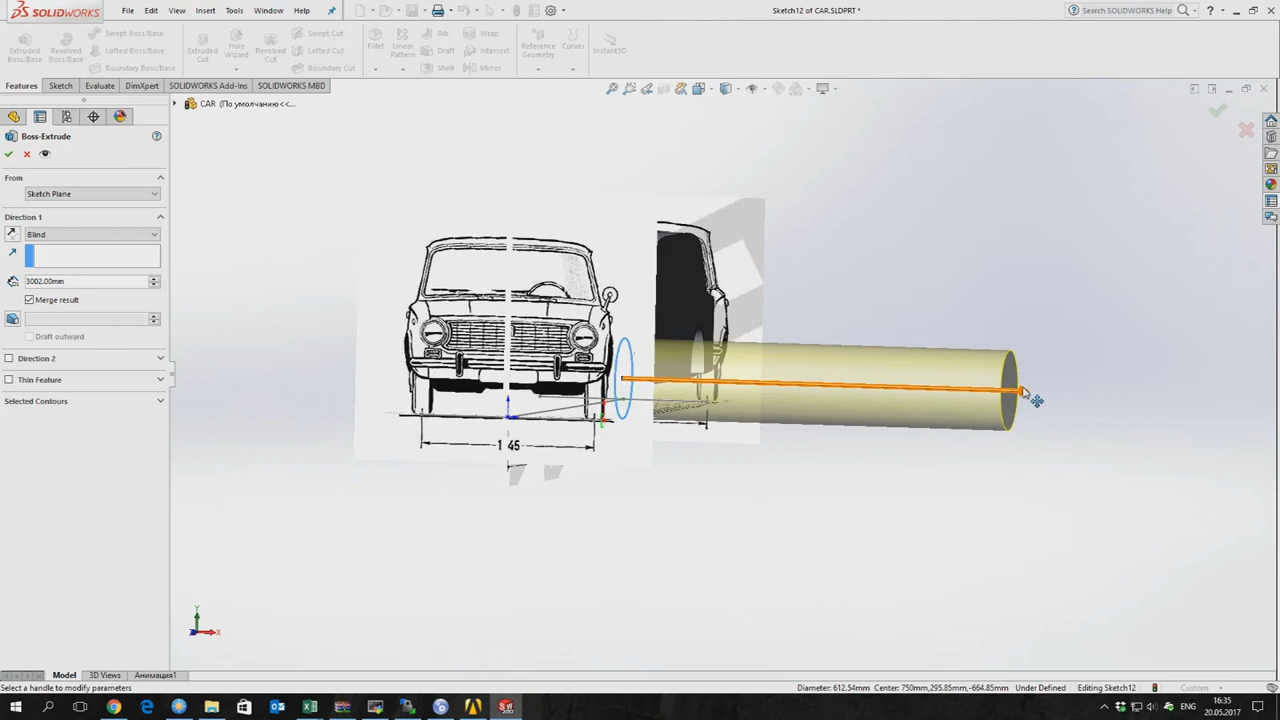 SOLIDWORKS
File Edit View Insert Tools Window Help
Sketch12 of CAR.SLDPRT *
Search SOLIDWORKS Help
Extruded Boss/Base
Revolved Boss/Base
Swept Boss/Base
Lofted Boss/Base
Boundary Boss/Base
Extruded Cut
Hole Wizard
Revolved Cut
Swept Cut
Lofted Cut
Boundary Cut
Fillet
Linear Pattern
Rib
Draft
Shell
Wrap
Intersect
Mirror
Reference Geometry
Curves
Instant3D
Features Sketch Evaluate DimXpert SOLIDWORKS Add-Ins SOLIDWORKS MBD
CAR (По умолчанию<<...
Boss-Extrude
From
Sketch Plane
Direction 1
Blind
3002.00mm
Merge result
Draft outward
Direction 2
Thin Feature
Selected Contours
1 45
Y
X
Model 3D Views Анимация1
Select a handle to modify parameters
Diameter: 612.54mm Center: 750mm,295.85mm,-664.85mm Under Defined Editing Sketch12 Custom
16:35
20.05.2017